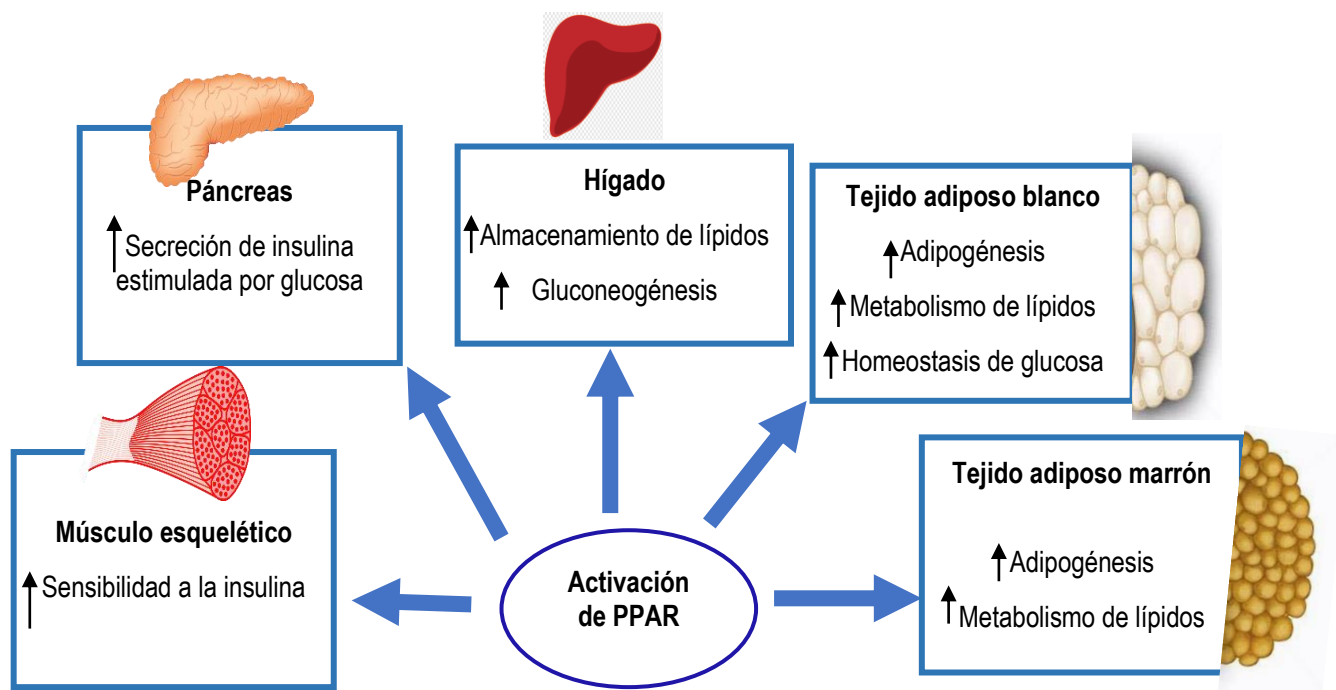 Páncreas
Secreción de insulina
estimulada por glucosa
Hígado
Almacenamiento de lípidos
Gluconeogénesis
Tejido adiposo blanco
Adipogénesis
Metabolismo de lípidos
Homeostasis de glucosa
Músculo esquelético
Sensibilidad a la insulina
Activación
de PPAR
Tejido adiposo marrón
Adipogénesis
Metabolismo de lípidos